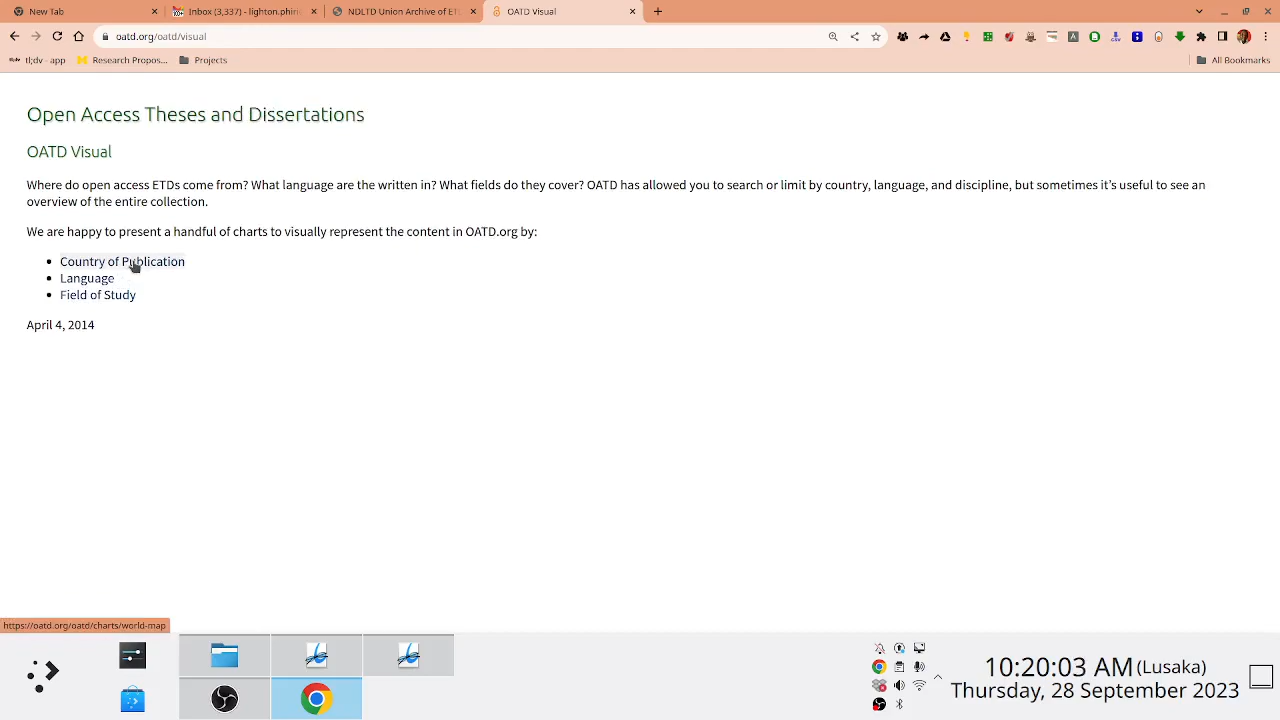 New Tab
Inbox (3,337) - lighton.phiri
NDLTD Union Archive of ET
OATD Visual
oatd.org/oatd/visual
tl;dv - app
Research Propos...
Projects
All Bookmarks
Open Access Theses and Dissertations
OATD Visual
Where do open access ETDs come from? What language are the written in? What fields do they cover? OATD has allowed you to search or limit by country, language, and discipline, but sometimes it's useful to see an
overview of the entire collection.
We are happy to present a handful of charts to visually represent the content in OATD.org by:
Country of Publication
Language
Field of Study
April 4, 2014
https://oatd.org/oatd/charts/world-map
10:20:03 AM (Lusaka)
Thursday, 28 September 2023